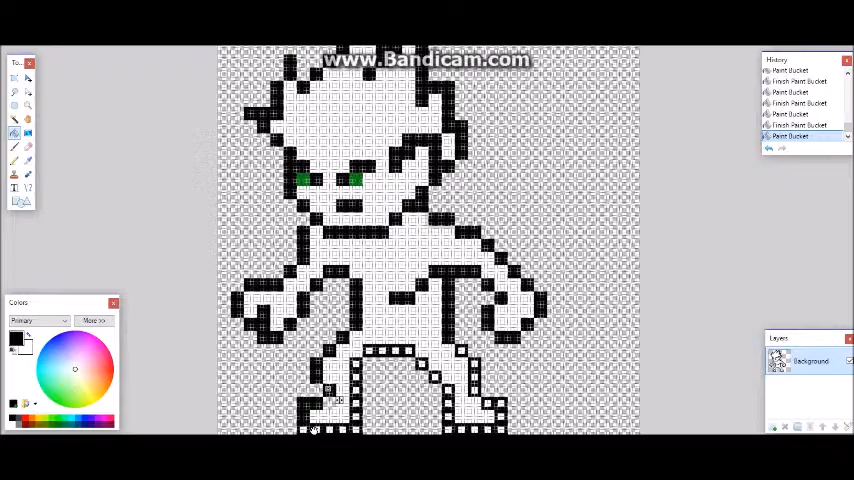 www.Bandicam.com
To...
History
Paint Bucket
Finish Paint Bucket
Paint Bucket
Finish Paint Bucket
Paint Bucket
Finish Paint Bucket
Paint Bucket
T
Colors
Primary
More >>
Layers
Background